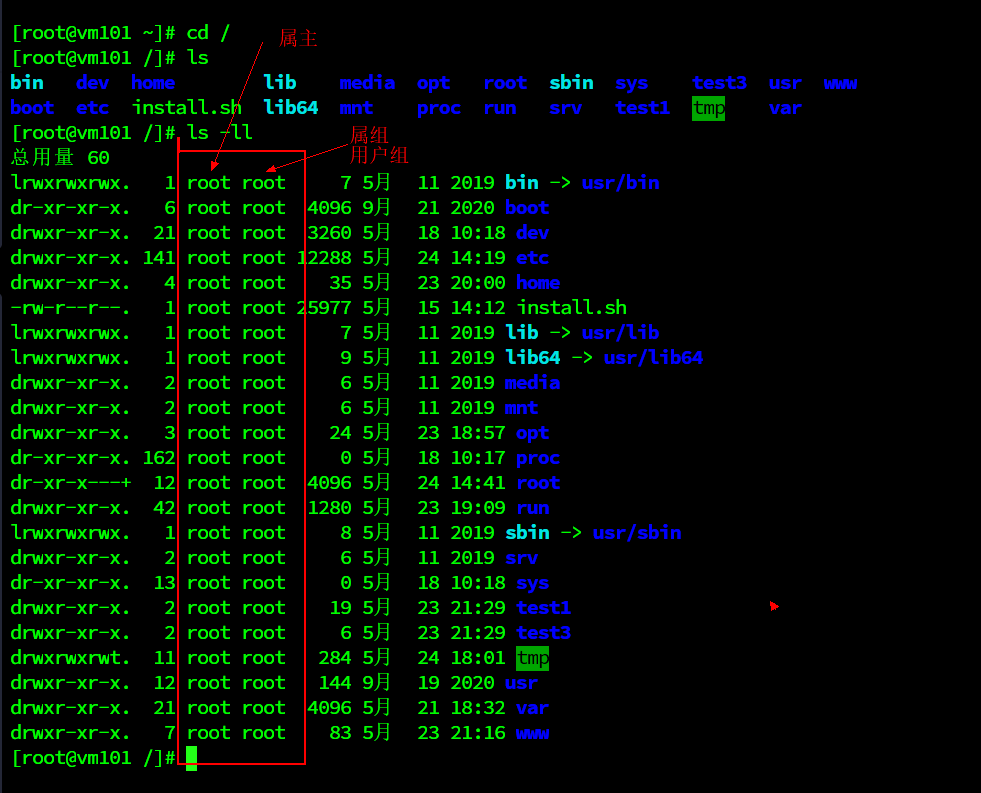 [root@vm101 ~]# cd /
属主
[root@vm101 /]# ls
bin dev home lib media opt root sbin sys test3 usr www
boot etc install.sh lib64 mnt proc run srv test1 tmp var
[root@vm101 /]# ls -ll
属组
用户组
总用量 60
lrwxrwxrwx. 1 root root 7 5月 11 2019 bin -> usr/bin
dr-xr-xr-x. 6 root root 4096 9月 21 2020 boot
drwxr-xr-x. 21 root root 3260 5月 18 10:18 dev
drwxr-xr-x. 141 root root 12288 5月 24 14:19 etc
drwxr-xr-x. 4 root root 35 5月 23 20:00 home
-rw-r--r--. 1 root root 25977 5月 15 14:12 install.sh
lrwxrwxrwx. 1 root root 7 5月 11 2019 lib -> usr/lib
lrwxrwxrwx. 1 root root 9 5月 11 2019 lib64 -> usr/lib64
drwxr-xr-x. 2 root root 6 5月 11 2019 media
drwxr-xr-x. 2 root root 6 5月 11 2019 mnt
drwxr-xr-x. 3 root root 24 5月 23 18:57 opt
dr-xr-xr-x. 162 root root 0 5月 18 10:17 proc
dr-xr-x---+ 12 root root 4096 5月 24 14:41 root
drwxr-xr-x. 42 root root 1280 5月 23 19:09 run
lrwxrwxrwx. 1 root root 8 5月 11 2019 sbin -> usr/sbin
drwxr-xr-x. 2 root root 6 5月 11 2019 srv
dr-xr-xr-x. 13 root root 0 5月 18 10:18 sys
drwxr-xr-x. 2 root root 19 5月 23 21:29 test1
drwxr-xr-x. 2 root root 6 5月 23 21:29 test3
drwxrwxrwt. 11 root root 284 5月 24 18:01 tmp
drwxr-xr-x. 12 root root 144 9月 19 2020 usr
drwxr-xr-x. 21 root root 4096 5月 21 18:32 var
drwxr-xr-x. 7 root root 83 5月 23 21:16 www
[root@vm101 /]#